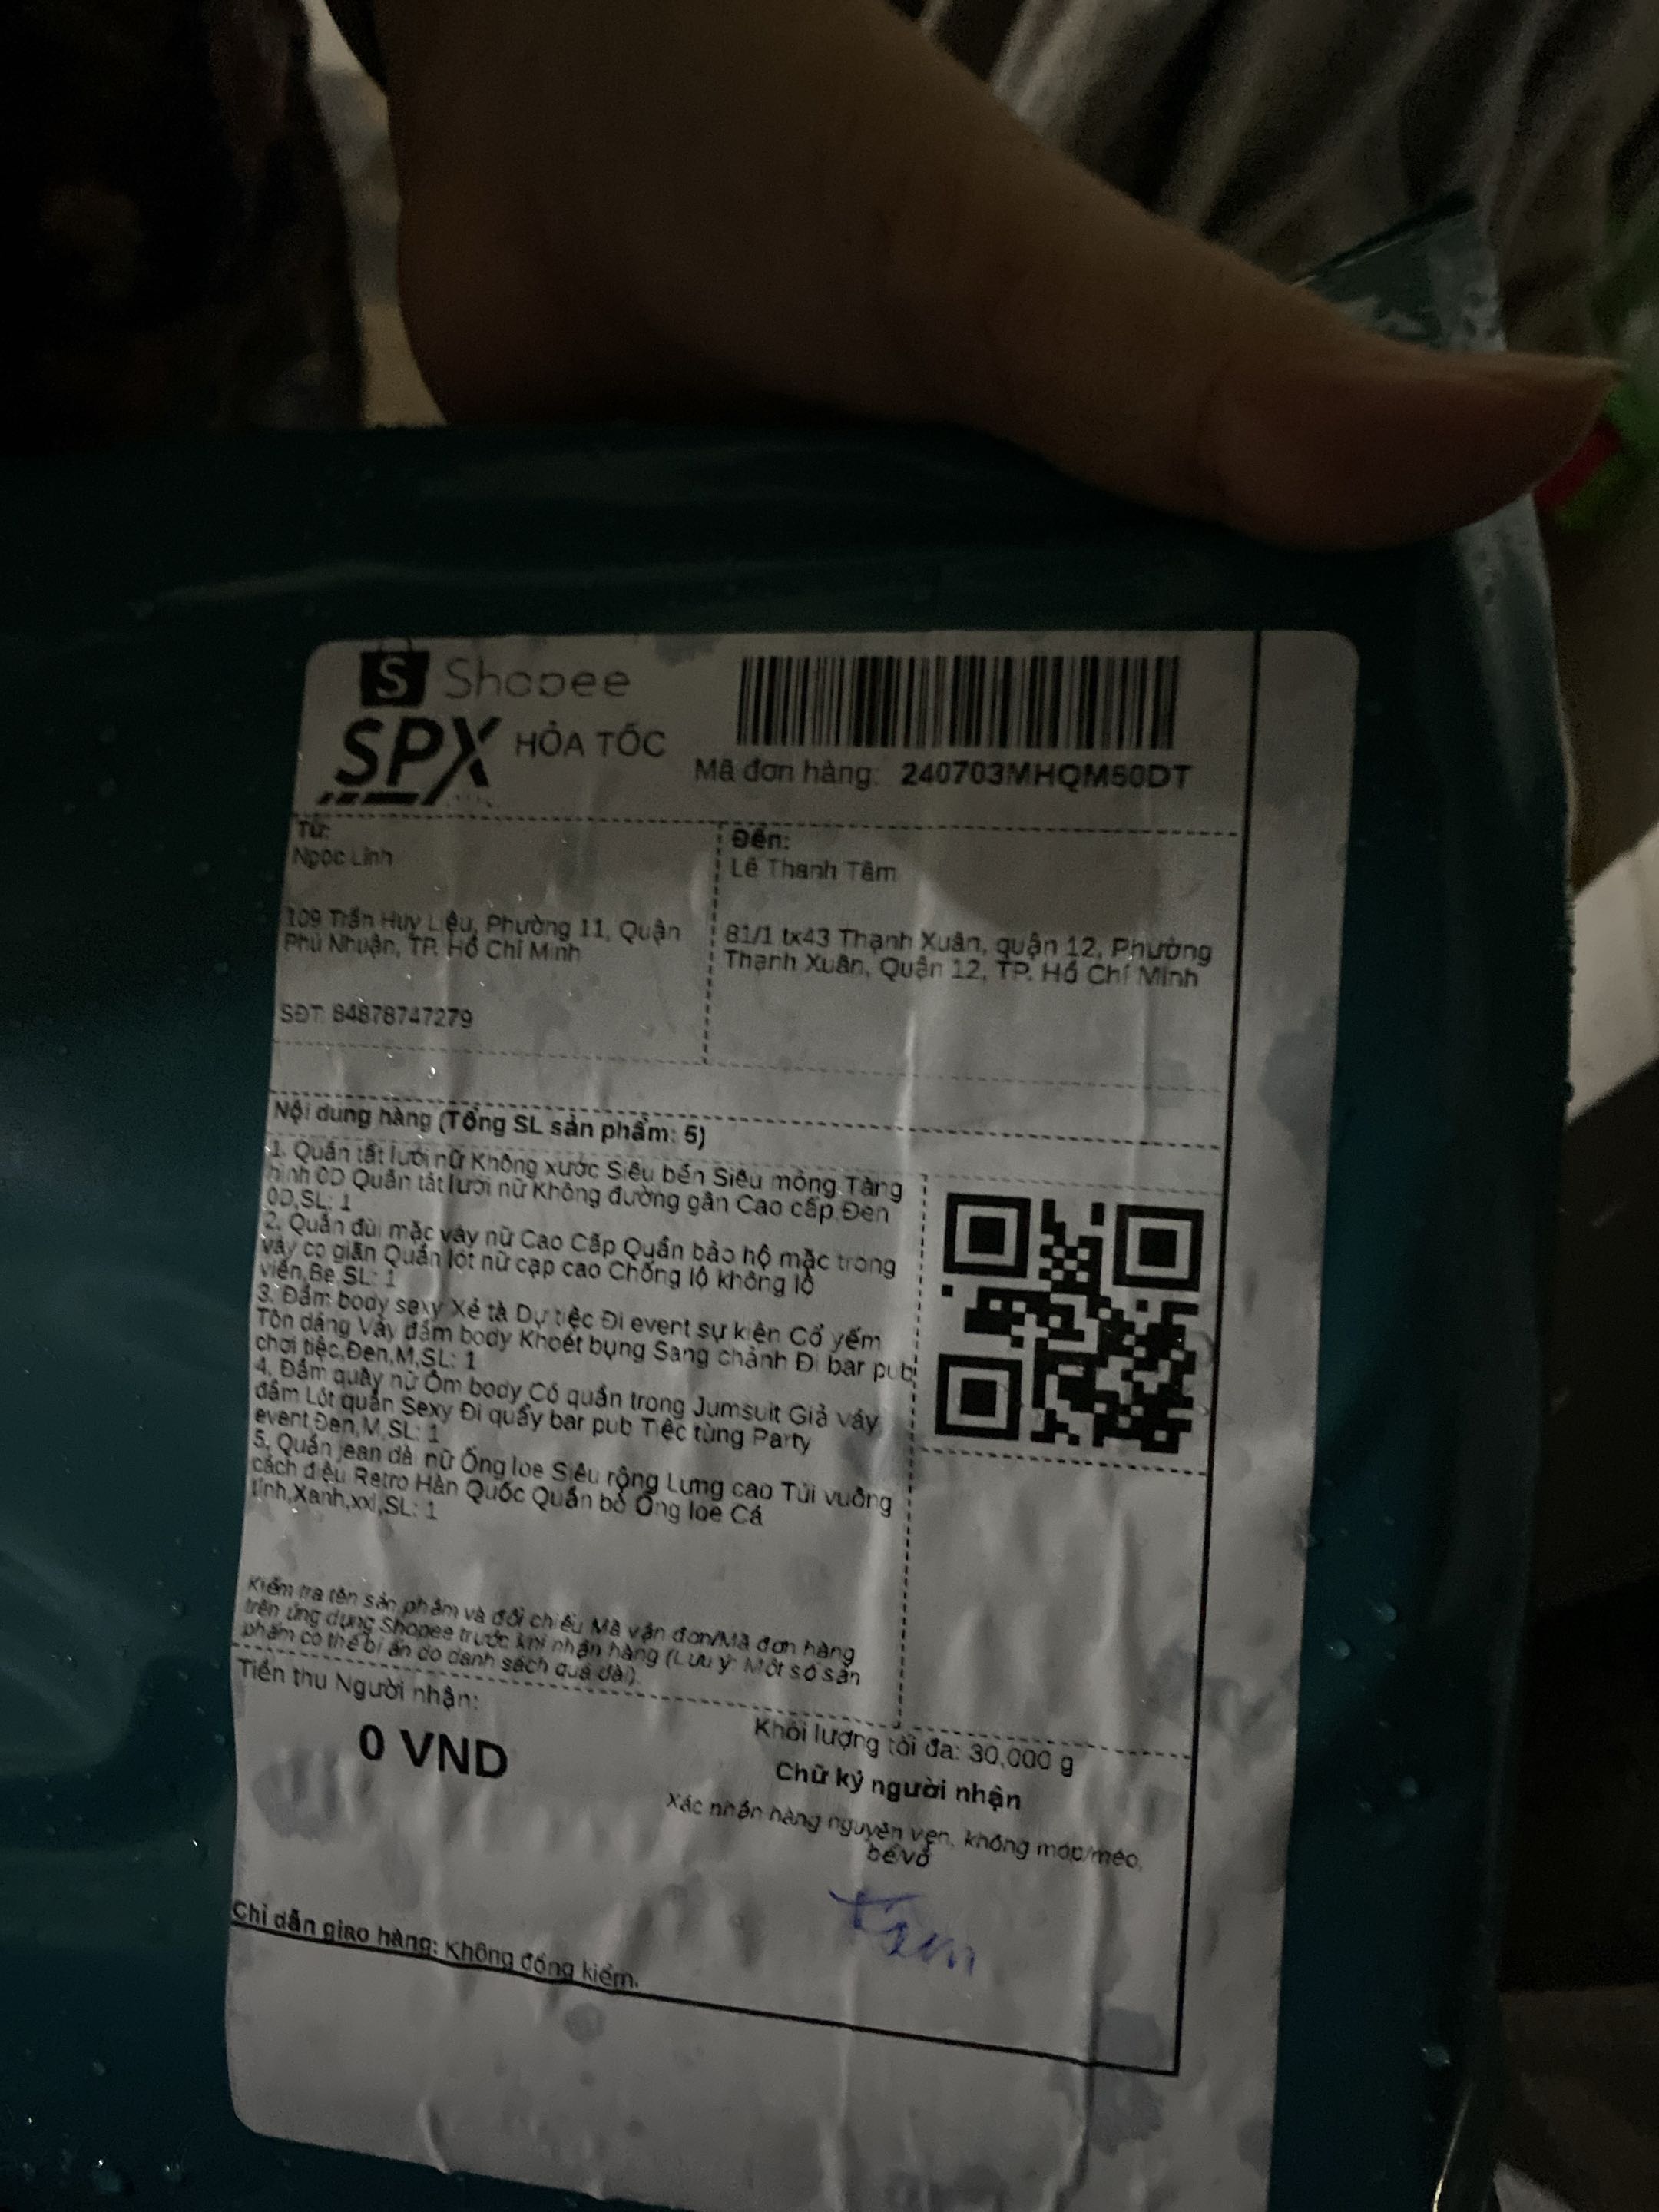 Shopee
SPX HỎA TỐC
Mã đơn hàng: 240703MHQM50DT
Từ:
Ngọc Linh
109 Trần Huy Liệu, Phường 11, Quận
Phú Nhuận, TP. Hồ Chí Minh
SĐT: 84878747279
Đến:
Lê Thanh Tâm
81/1 tx43 Thạnh Xuân, quận 12, Phường
Thạnh Xuân, Quận 12, TP. Hồ Chí Minh
Nội dung hàng (Tổng SL sản phẩm: 5)
1. Quần tất lưới nữ Không xước Siêu bền Siêu mỏng Tàng
hình 0D Quần tất lưới nữ Không đường gân Cao cấp,Đen
0D,SL: 1
2. Quần đùi mặc váy nữ Cao Cấp Quần bảo hộ mặc trong
váy co giãn Quần lót nữ cạp cao Chống lộ không lộ
viền,Be,SL: 1
3. Đầm body sexy Xẻ tà Dự tiệc Đi event sự kiện Cổ yếm
Tôn dáng Váy đầm body Khoét bụng Sang chảnh Đi bar pub
chơi tiệc,Đen,M,SL: 1
4. Đầm quây nữ Ôm body Có quần trong Jumsuit Giả váy
đầm Lót quần Sexy Đi quẩy bar pub Tiệc tùng Party
event,Đen,M,SL: 1
5. Quần jean dài nữ Ống loe Siêu rộng Lưng cao Túi vuông
cách điệu Retro Hàn Quốc Quần bò Ống loe Cá
tính,Xanh,xxl,SL: 1
Kiểm tra tên sản phẩm và đối chiếu Mã vận đơn/Mã đơn hàng
trên ứng dụng Shopee trước khi nhận hàng (Lưu ý: Một số sản
phẩm có thể bị ẩn do danh sách quá dài).
Tiền thu Người nhận:
0 VND
Khối lượng tối đa: 30,000 g
Chữ ký người nhận
Xác nhận hàng nguyên vẹn, không móp/méo,
bể/vỡ
Tâm
Chỉ dẫn giao hàng: Không đồng kiểm.